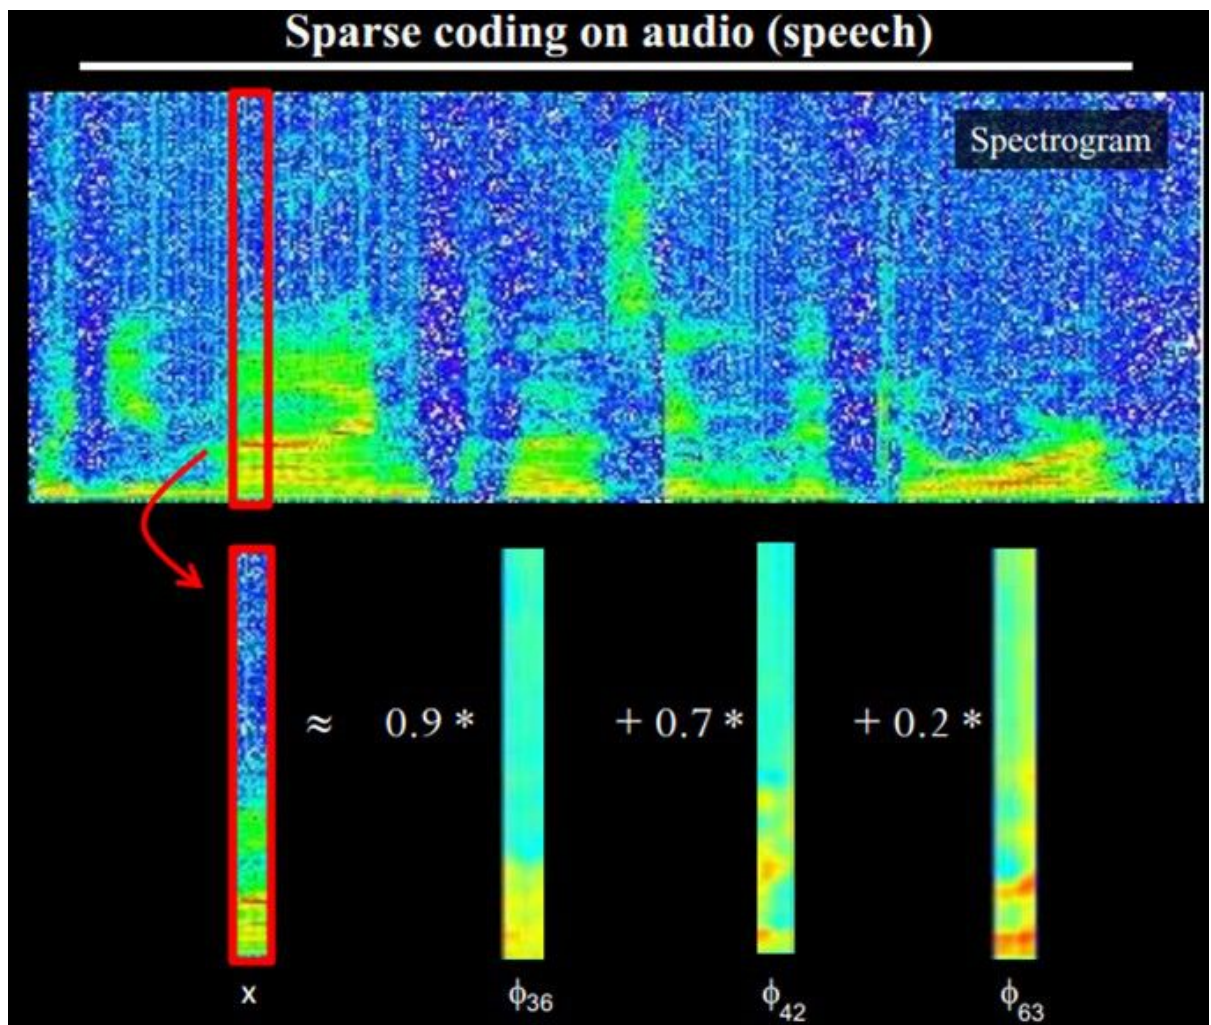 Sparse coding on audio (speech)
Spectrogram
≈ 0.9 * + 0.7 * + 0.2 *
x ϕ36 ϕ42 ϕ63